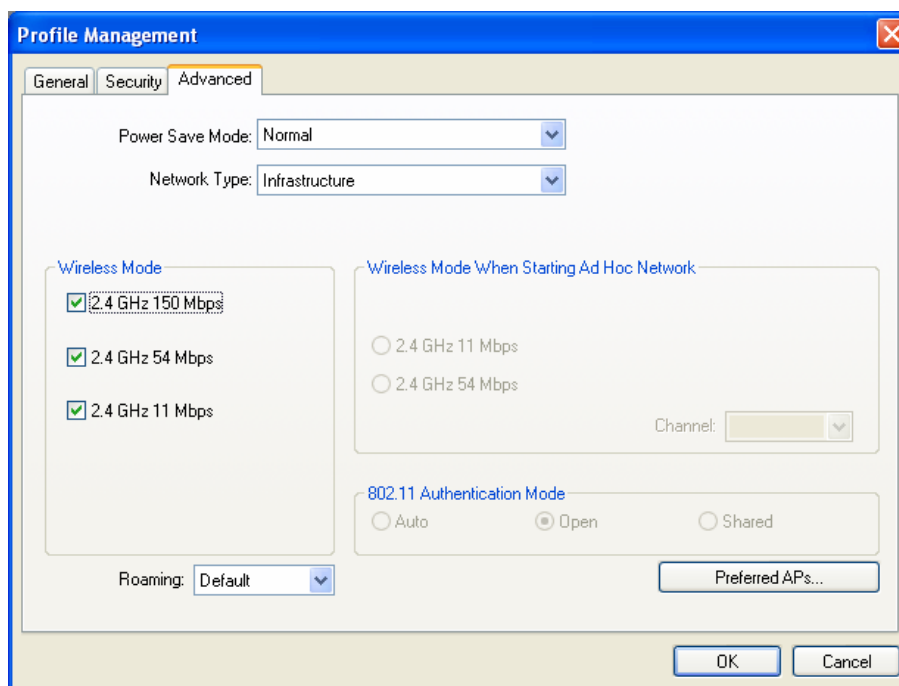 Profile Management
General Security Advanced
Power Save Mode: Normal
Network Type: Infrastructure
Wireless Mode
2.4 GHz 150 Mbps
2.4 GHz 54 Mbps
2.4 GHz 11 Mbps
Wireless Mode When Starting Ad Hoc Network
2.4 GHz 11 Mbps
2.4 GHz 54 Mbps
Channel:
802.11 Authentication Mode
Auto Open Shared
Roaming: Default
Preferred APs...
OK Cancel